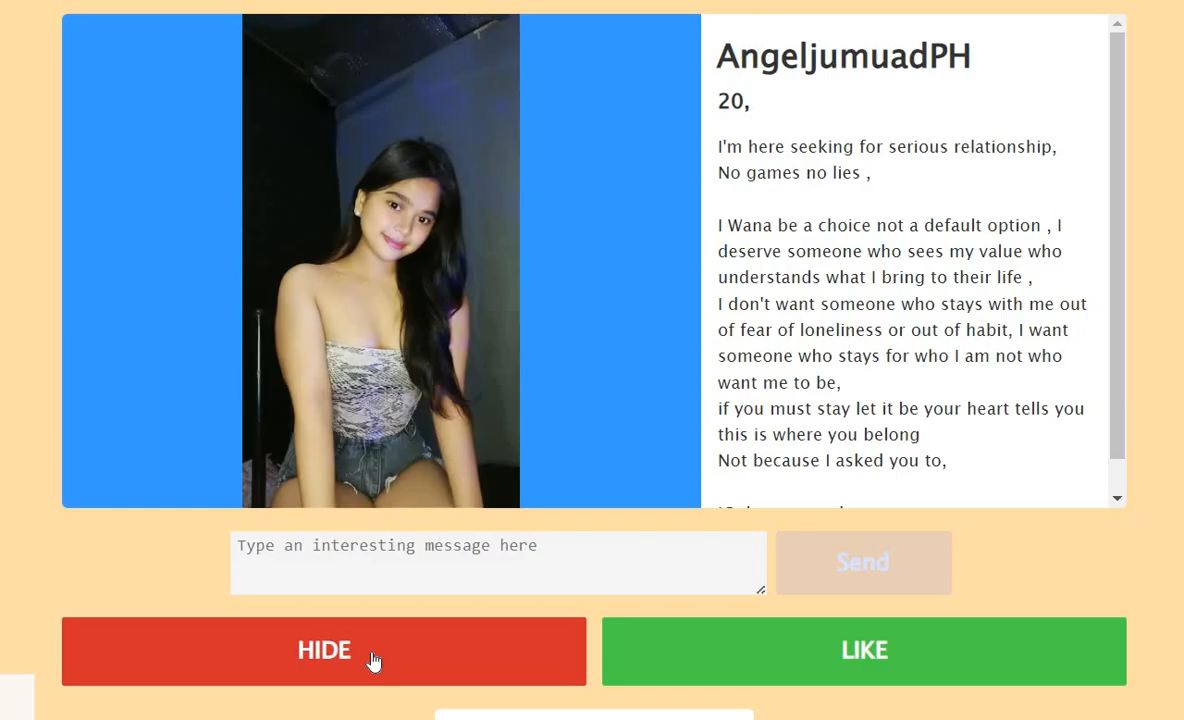 AngeljumuadPH
20,
I'm here seeking for serious relationship,
No games no lies ,
I Wana be a choice not a default option , I
deserve someone who sees my value who
understands what I bring to their life ,
I don't want someone who stays with me out
of fear of loneliness or out of habit, I want
someone who stays for who I am not who
want me to be,
if you must stay let it be your heart tells you
this is where you belong
Not because I asked you to,
Type an interesting message here
Send
HIDE
LIKE